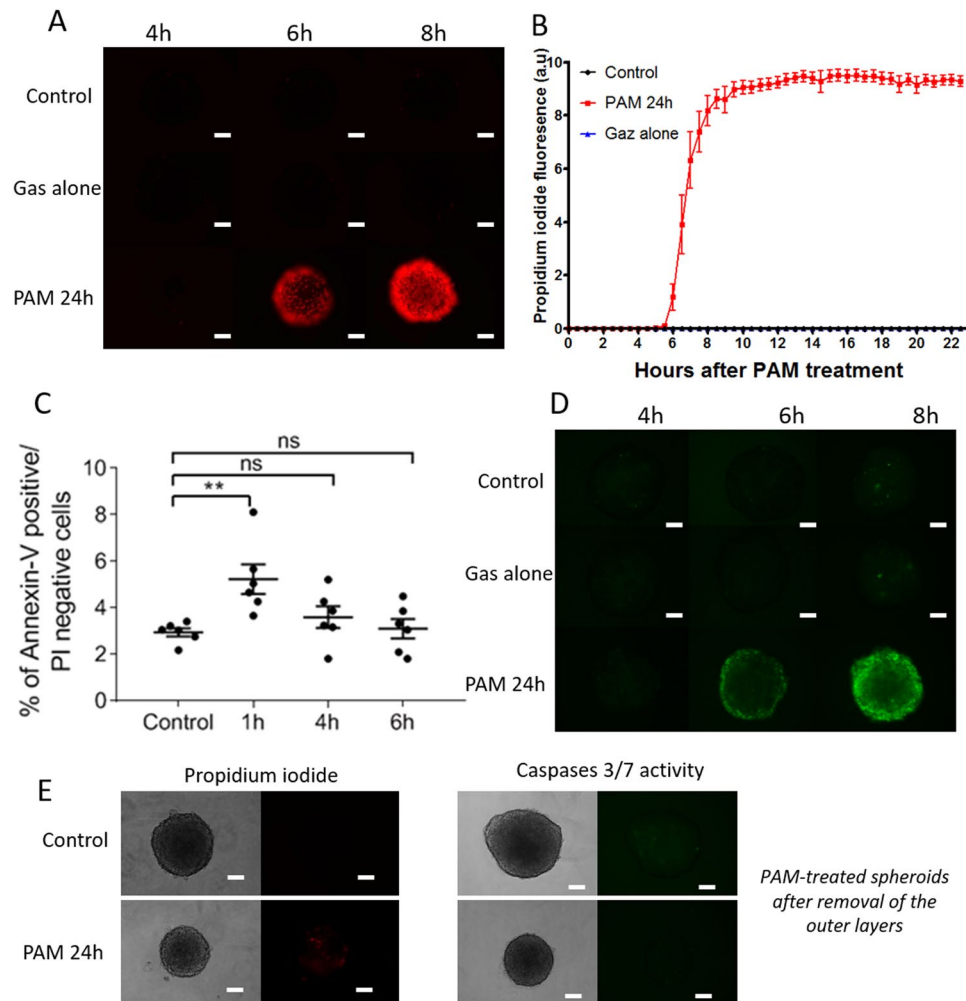 A
4h 6h 8h
Control
Gas alone
PAM 24h
B
Propidium iodide fluoresence (a.u)
10
8
6
4
2
0
Control
PAM 24h
Gaz alone
0 2 4 6 8 10 12 14 16 18 20 22
Hours after PAM treatment
C
% of Annexin-V positive/
PI negative cells
10
8
6
4
2
0
ns
ns
**
Control 1h 4h 6h
D
4h 6h 8h
Control
Gas alone
PAM 24h
E
Propidium iodide
Caspases 3/7 activity
Control
PAM 24h
PAM-treated spheroids
after removal of the
outer layers